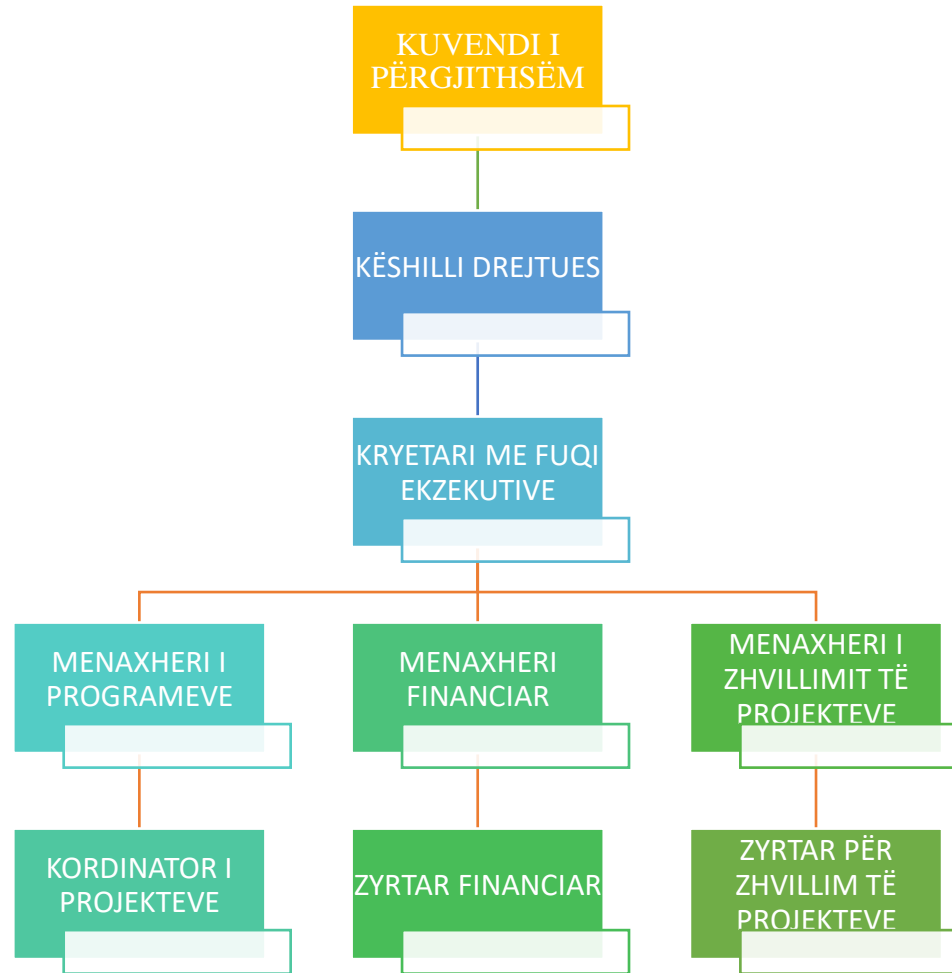 KUVENDI I
PËRGJITHSËM
KËSHILLI DREJTUES
KRYETARI ME FUQI
EKZEKUTIVE
MENAXHERI I
PROGRAMEVE
MENAXHERI
FINANCIAR
MENAXHERI I
ZHVILLIMIT TË
PROJEKTEVE
KORDINATOR I
PROJEKTEVE
ZYRTAR FINANCIAR
ZYRTAR PËR
ZHVILLIM TË
PROJEKTEVE